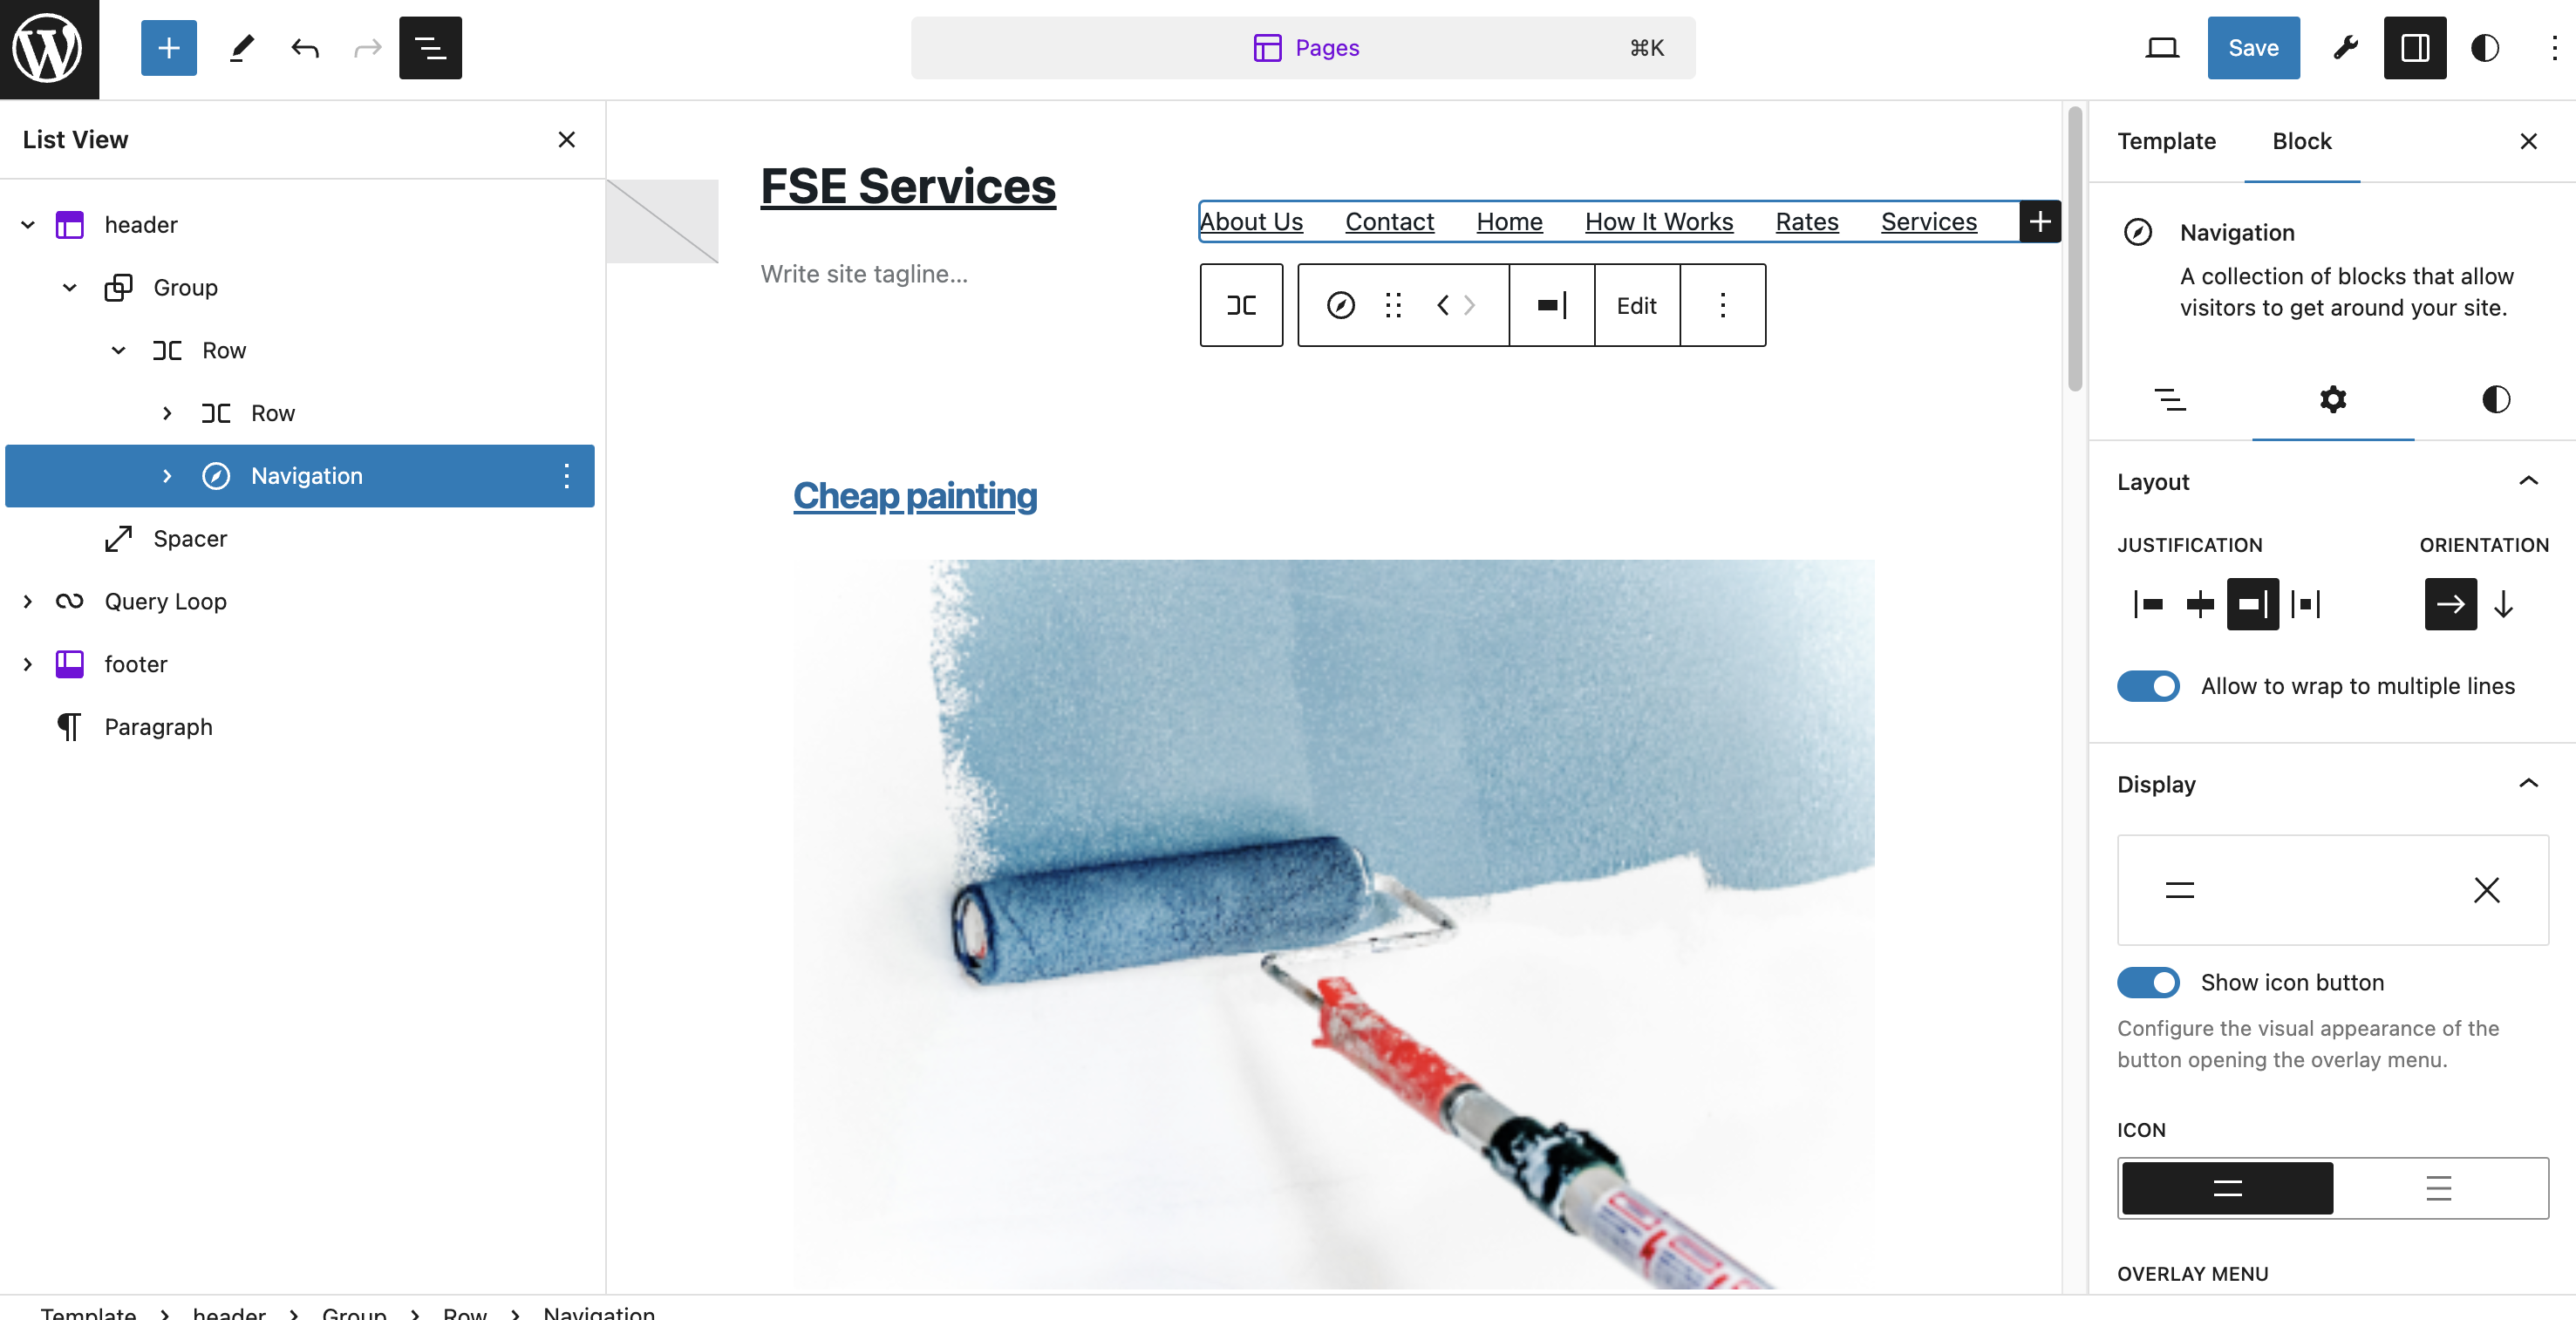 Pages
⌘K
Save
List View
header
Group
Row
Row
Navigation
Spacer
Query Loop
footer
Paragraph
FSE Services
Write site tagline...
About Us
Contact
Home
How It Works
Rates
Services
Edit
Cheap painting
Template
Block
Navigation
A collection of blocks that allow
visitors to get around your site.
Layout
JUSTIFICATION
ORIENTATION
Allow to wrap to multiple lines
Display
Show icon button
Configure the visual appearance of the
button opening the overlay menu.
ICON
OVERLAY MENU
Template > header > Group > Row > Navigation